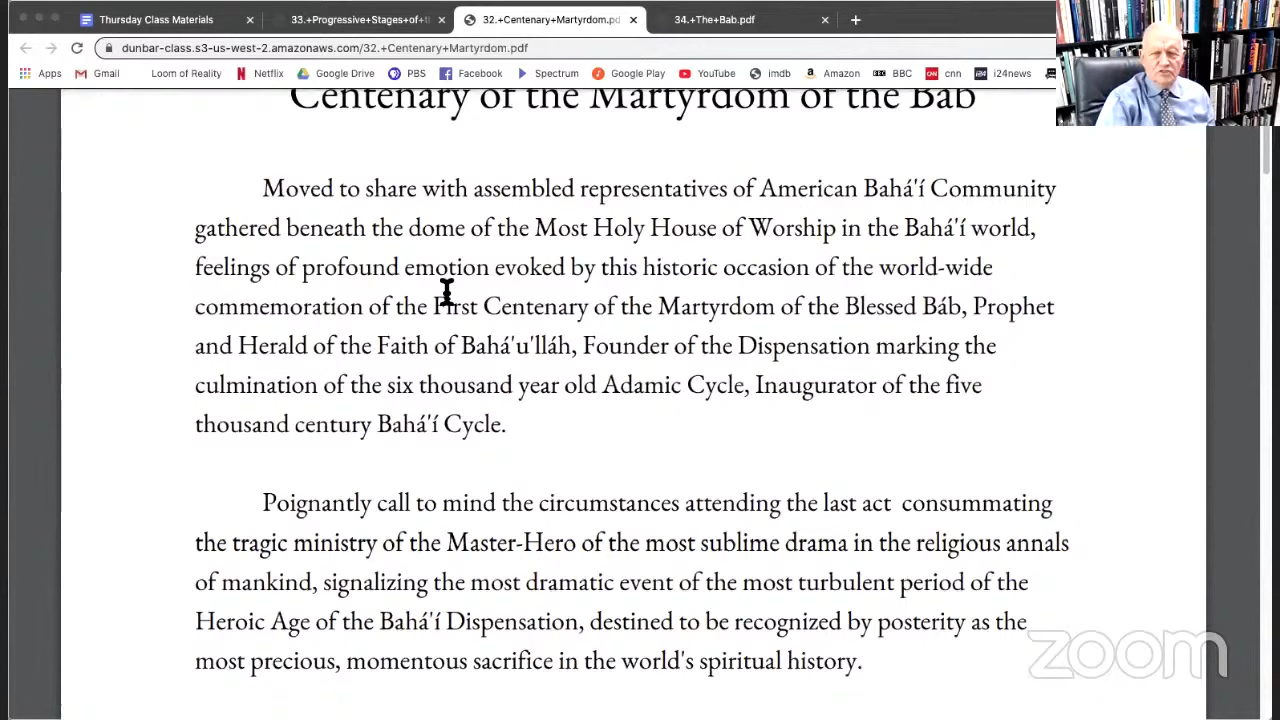 Thursday Class Materials
33.+Progressive+Stages+of+t
32.+Centenary+Martyrdom.pd
34.+The+Bab.pdf
dunbar-class.s3-us-west-2.amazonaws.com/32.+Centenary+Martyrdom.pdf
Apps Gmail Loom of Reality Netflix Google Drive PBS Facebook Spectrum Google Play YouTube imdb Amazon BBC cnn i24news
Centenary of the Martyrdom of the Báb
Moved to share with assembled representatives of American Bahá'í Community
gathered beneath the dome of the Most Holy House of Worship in the Bahá'í world,
feelings of profound emotion evoked by this historic occasion of the world-wide
commemoration of the First Centenary of the Martyrdom of the Blessed Báb, Prophet
and Herald of the Faith of Bahá'u'lláh, Founder of the Dispensation marking the
culmination of the six thousand year old Adamic Cycle, Inaugurator of the five
thousand century Bahá'í Cycle.
Poignantly call to mind the circumstances attending the last act consummating
the tragic ministry of the Master-Hero of the most sublime drama in the religious annals
of mankind, signalizing the most dramatic event of the most turbulent period of the
Heroic Age of the Bahá'í Dispensation, destined to be recognized by posterity as the
most precious, momentous sacrifice in the world's spiritual history.
zoom